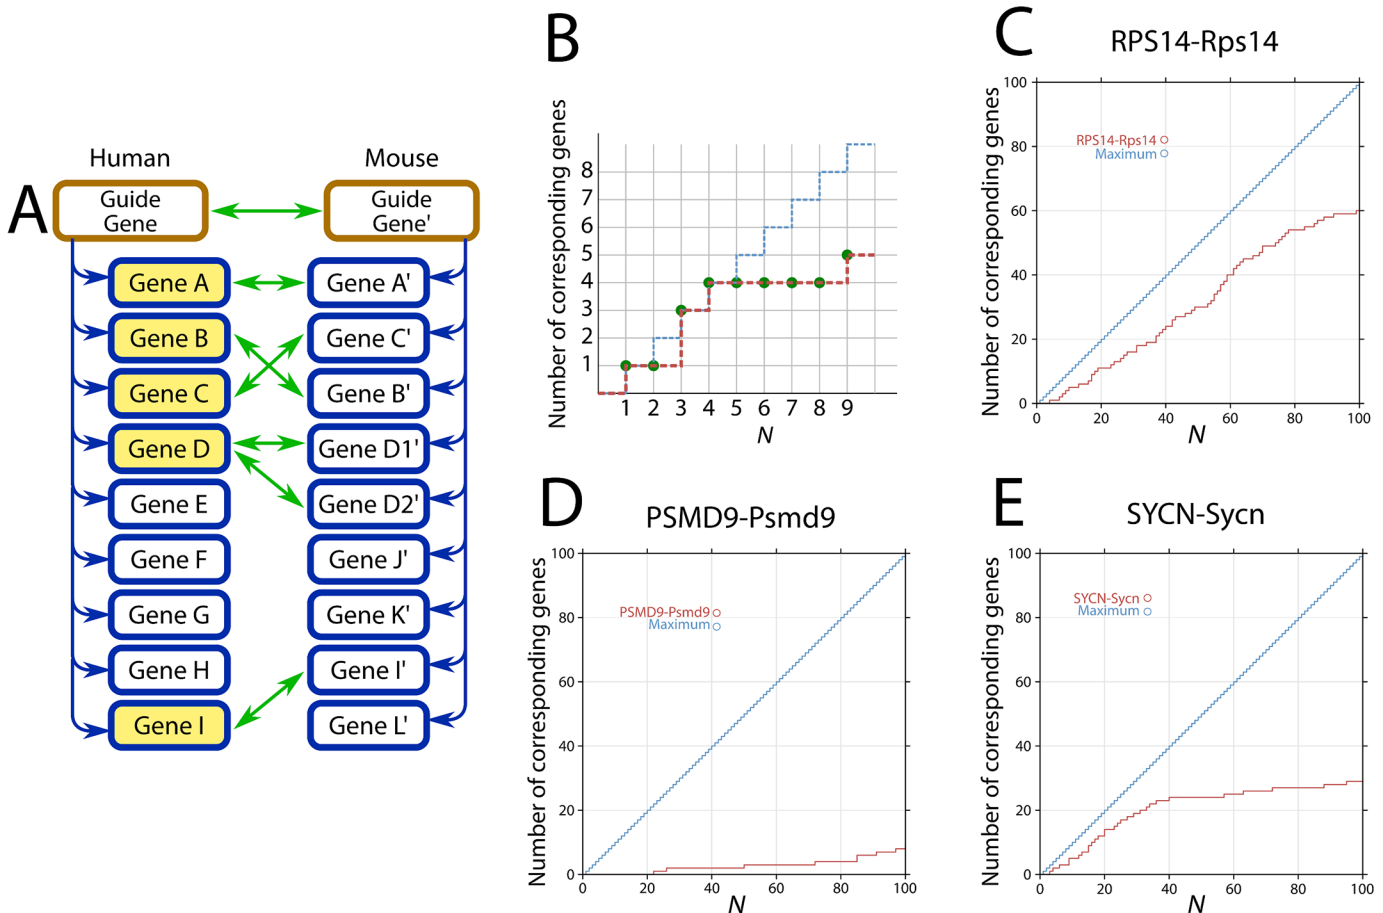 A
Human
Mouse
Guide
Gene
Guide
Gene'
Gene A
Gene A'
Gene B
Gene C'
Gene C
Gene B'
Gene D
Gene D1'
Gene E
Gene D2'
Gene F
Gene J'
Gene G
Gene K'
Gene H
Gene I'
Gene I
Gene L'
B
Number of corresponding genes
8
7
6
5
4
3
2
1
1 2 3 4 5 6 7 8 9
N
C
RPS14-Rps14
Number of corresponding genes
100
80
60
40
20
0
RPS14-Rps14
Maximum
0 20 40 60 80 100
N
D
PSMD9-Psmd9
Number of corresponding genes
100
80
60
40
20
0
PSMD9-Psmd9
Maximum
0 20 40 60 80 100
N
E
SYCN-Sycn
Number of corresponding genes
100
80
60
40
20
0
SYCN-Sycn
Maximum
0 20 40 60 80 100
N